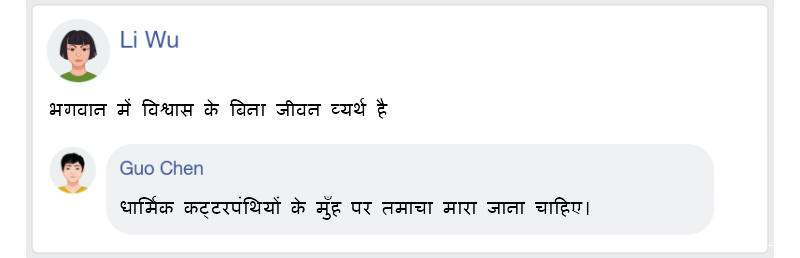 Li Wu
भगवान में विश्वास के बिना जीवन व्यर्थ है
Guo Chen
धार्मिक कट्टरपंथियों के मुँह पर तमाचा मारा जाना चाहिए।